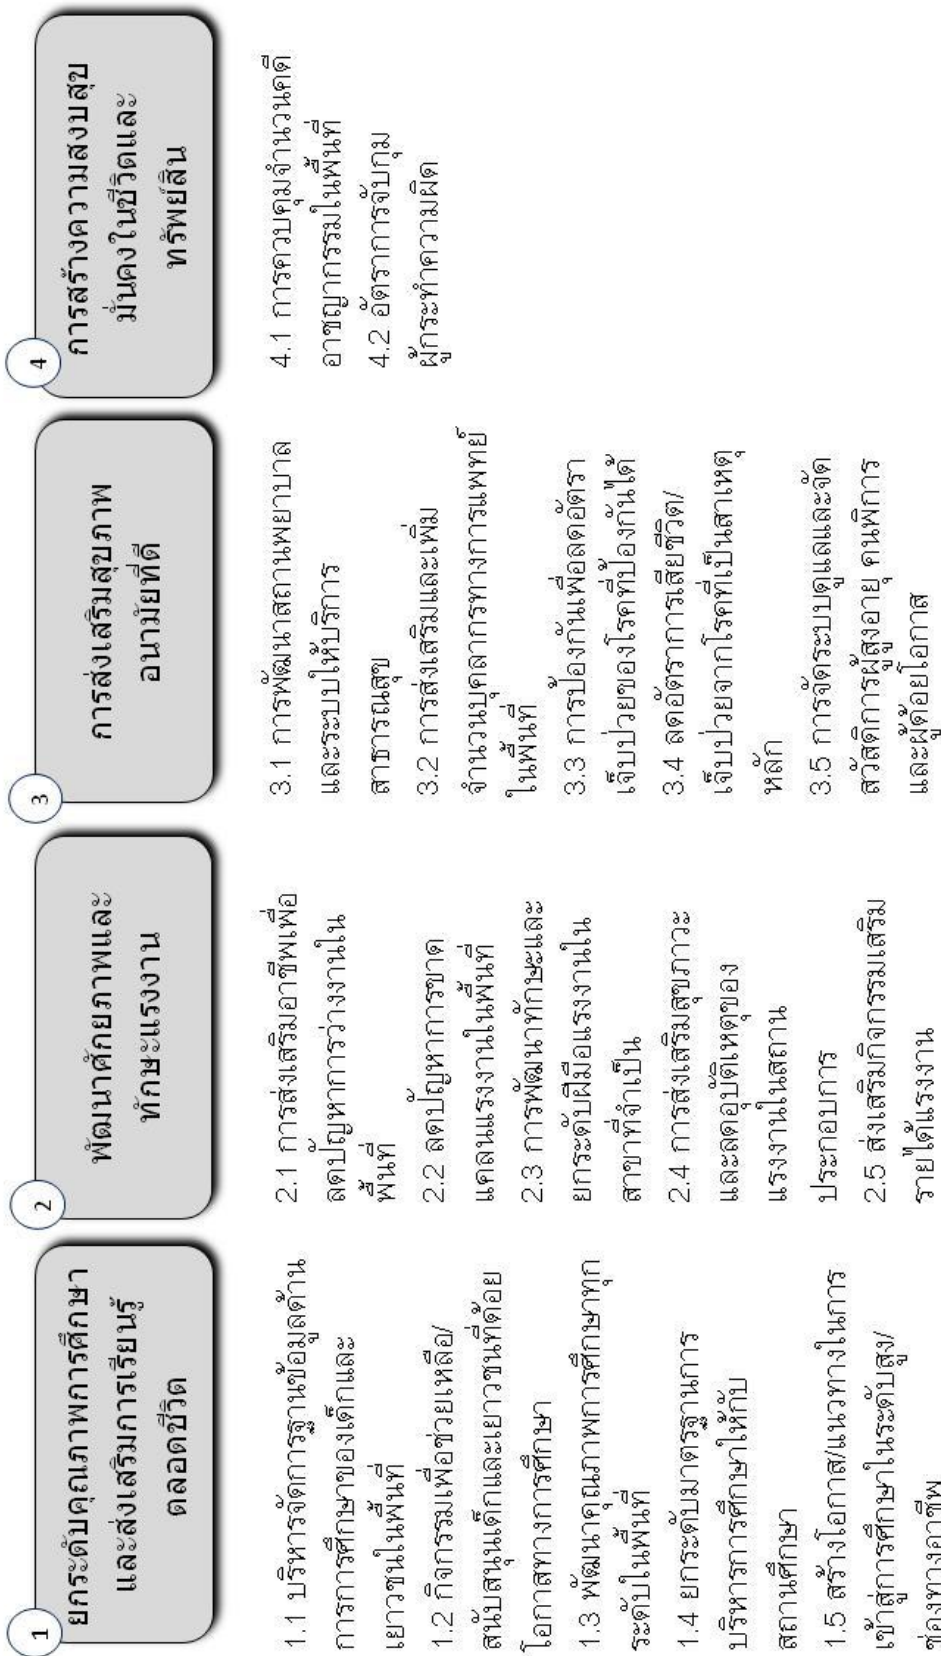 1
ยกระดับคุณภาพการศึกษา
และส่งเสริมการเรียนรู้
ตลอดชีวิต
1.1 บริหารจัดการฐานข้อมูลด้าน
การการศึกษาของเด็กและ
เยาวชนในพื้นที่
1.2 กิจกรรมเพื่อช่วยเหลือ/
สนับสนุนเด็กและเยาวชนที่ด้อย
โอกาสทางการศึกษา
1.3 พัฒนาคุณภาพการศึกษาทุก
ระดับในพื้นที่
1.4 ยกระดับมาตรฐานการ
บริหารการศึกษาให้กับ
สถานศึกษา
1.5 สร้างโอกาส/แนวทางในการ
เข้าสู่การศึกษาในระดับสูง/
ช่องทางอาชีพ
2
พัฒนาศักยภาพและ
ทักษะแรงงาน
2.1 การส่งเสริมอาชีพเพื่อ
ลดปัญหาการว่างงานใน
พื้นที่
2.2 ลดปัญหาการขาด
แคลนแรงงานในพื้นที่
2.3 การพัฒนาทักษะและ
ยกระดับฝีมือแรงงานใน
สาขาที่จำเป็น
2.4 การส่งเสริมสุขภาวะ
และลดอุบัติเหตุของ
แรงงานในสถาน
ประกอบการ
2.5 ส่งเสริมกิจกรรมเสริม
รายได้แรงงาน
3
การส่งเสริมสุขภาพ
อนามัยที่ดี
3.1 การพัฒนาสถานพยาบาล
และระบบให้บริการ
สาธารณสุข
3.2 การส่งเสริมและเพิ่ม
จำนวนบุคลากรทางการแพทย์
ในพื้นที่
3.3 การป้องกันเพื่อลดอัตรา
เจ็บป่วยของโรคที่ป้องกันได้
3.4 ลดอัตราการเสียชีวิต/
เจ็บป่วยจากโรคที่เป็นสาเหตุ
หลัก
3.5 การจัดระบบดูแลและจัด
สวัสดิการผู้สูงอายุ คนพิการ
และผู้ด้อยโอกาส
4
การสร้างความสงบสุข
มั่นคงในชีวิตและ
ทรัพย์สิน
4.1 การควบคุมจำนวนคดี
อาชญากรรมในพื้นที่
4.2 อัตราการจับกุม
ผู้กระทำความผิด